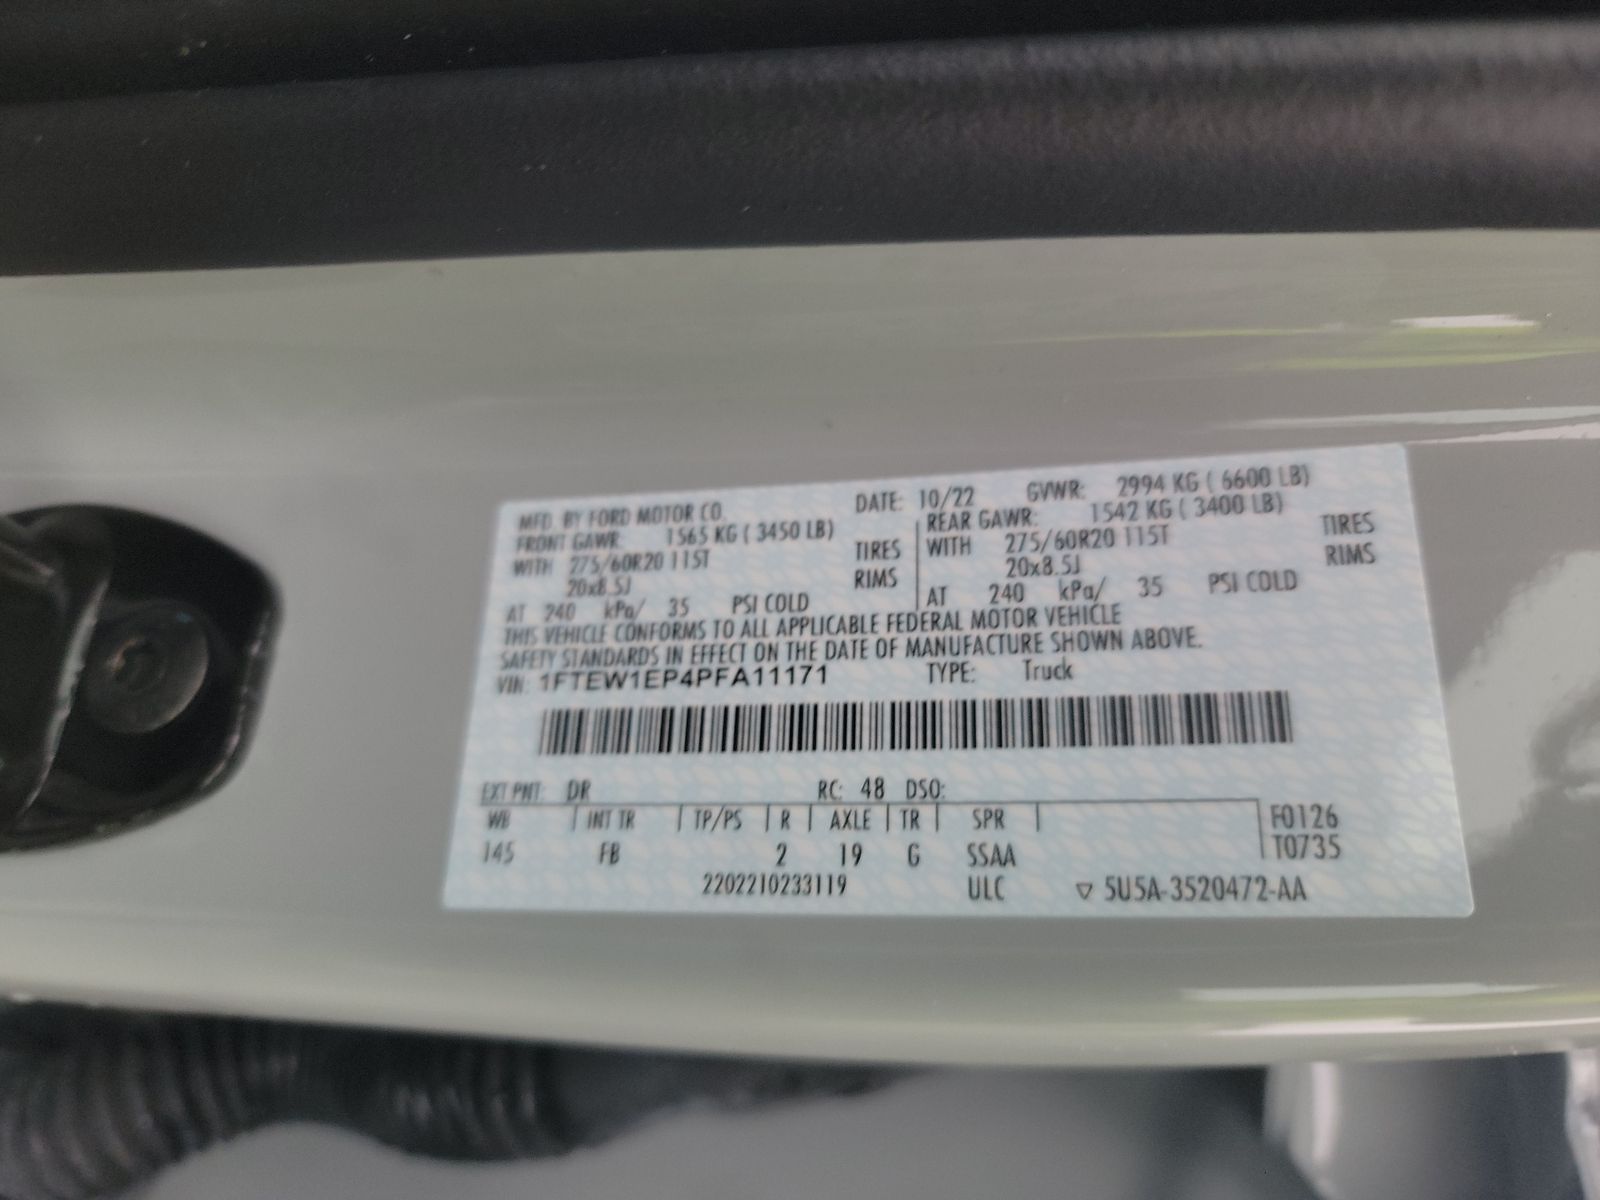 MFD. BY FORD MOTOR CO. DATE: 10/22 GVWR: 2994 KG ( 6600 LB)
FRONT GAWR: 1565 KG ( 3450 LB) REAR GAWR: 1542 KG ( 3400 LB)
WITH 275/60R20 115T TIRES WITH 275/60R20 115T TIRES
20x8.5J RIMS 20x8.5J RIMS
AT 240 kPa/ 35 PSI COLD AT 240 kPa/ 35 PSI COLD
THIS VEHICLE CONFORMS TO ALL APPLICABLE FEDERAL MOTOR VEHICLE
SAFETY STANDARDS IN EFFECT ON THE DATE OF MANUFACTURE SHOWN ABOVE.
VIN: 1FTEW1EP4PFA11171 TYPE: Truck
EXT PNT: DR RC: 48 DSO:
WB INT TR TP/PS R AXLE TR SPR F0126
145 FB 2 19 G SSAA T0735
2202210233119 ULC ▽ 5U5A-3520472-AA